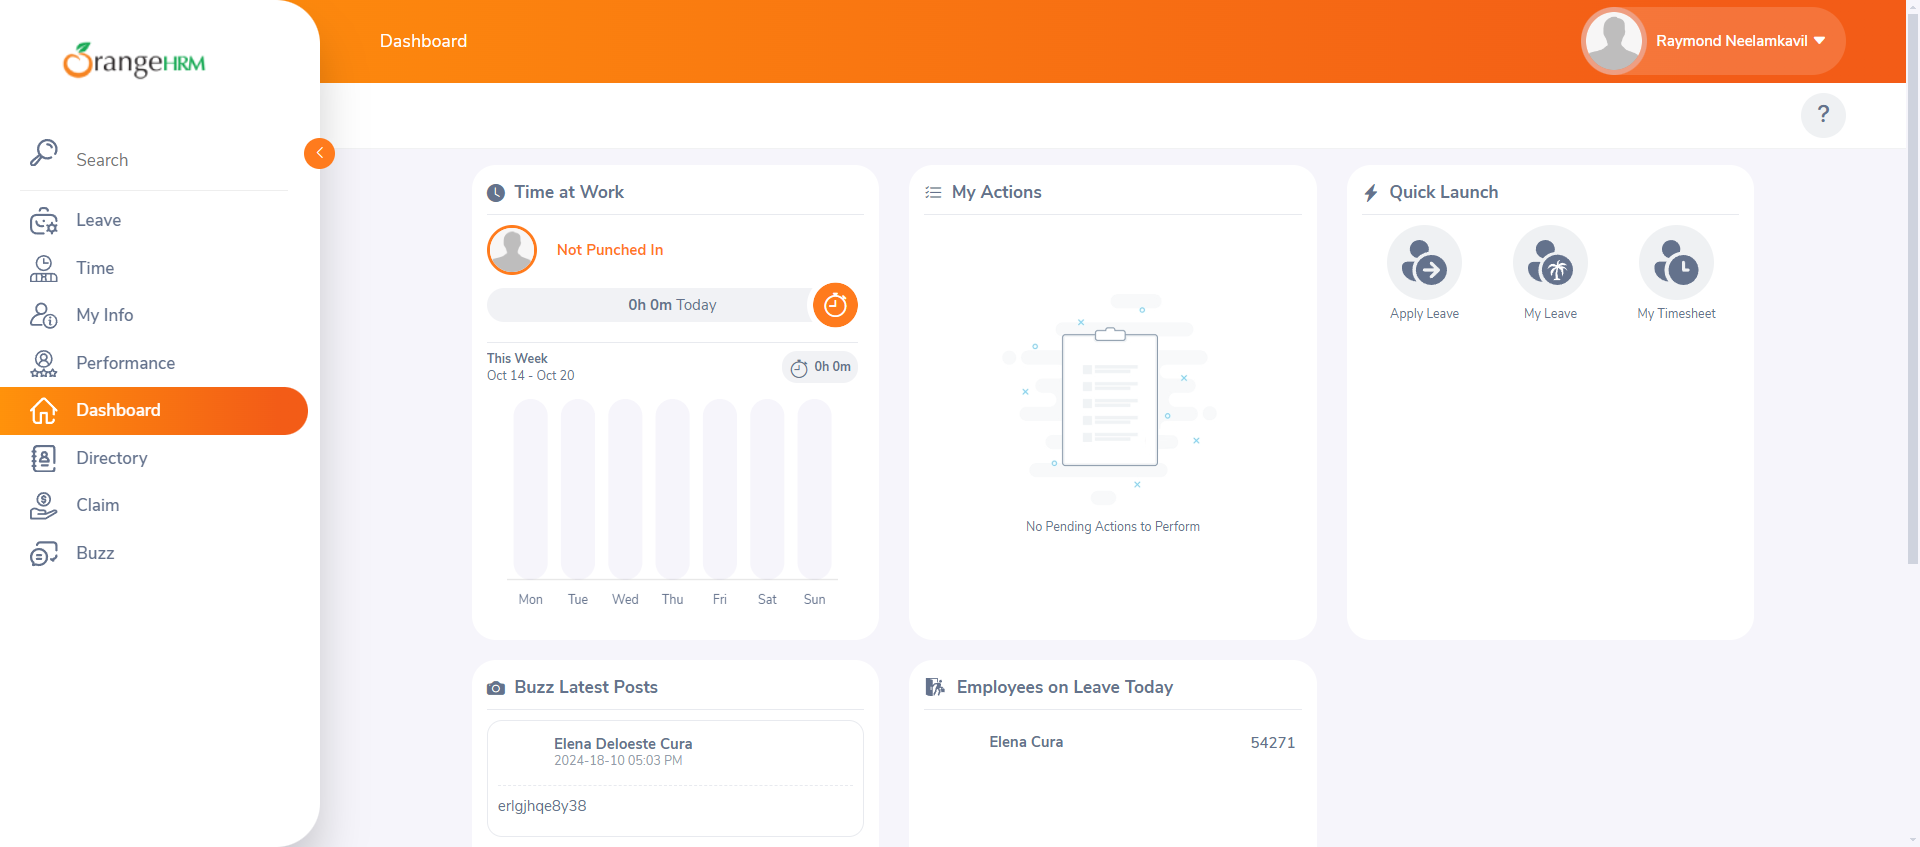 OrangeHRM
Search
Leave
Time
My Info
Performance
Dashboard
Directory
Claim
Buzz
Dashboard
Raymond Neelamkavil
?
Time at Work
Not Punched In
0h 0m Today
This Week
Oct 14 - Oct 20
0h 0m
Mon Tue Wed Thu Fri Sat Sun
My Actions
No Pending Actions to Perform
Quick Launch
Apply Leave
My Leave
My Timesheet
Buzz Latest Posts
Elena Deloeste Cura
2024-18-10 05:03 PM
erlgjhqe8y38
Employees on Leave Today
Elena Cura 54271